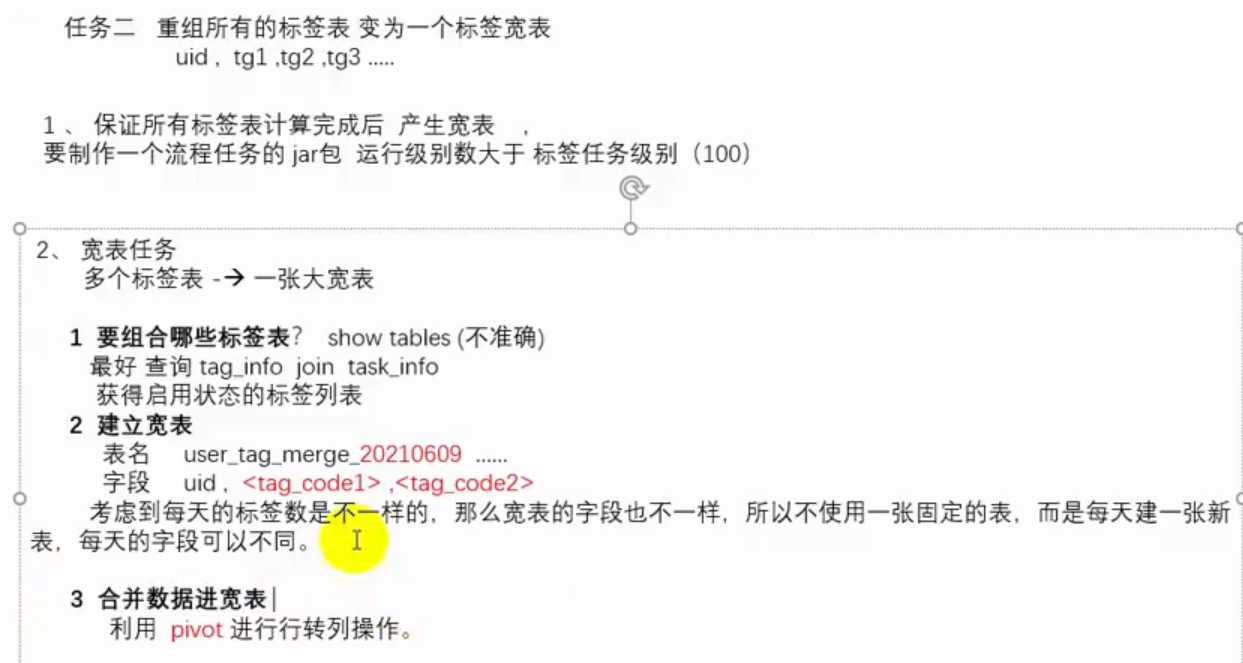 任务二 重组所有的标签表 变为一个标签宽表
uid , tg1 ,tg2 ,tg3 .....
1 、 保证所有标签表计算完成后 产生宽表 ,
要制作一个流程任务的 jar包 运行级别数大于 标签任务级别（100）
2、 宽表任务
多个标签表 -→ 一张大宽表
1 要组合哪些标签表? show tables (不准确)
最好 查询 tag_info join task_info
获得启用状态的标签列表
2 建立宽表
表名 user_tag_merge_20210609 ......
字段 uid , <tag_code1> ,<tag_code2>
考虑到每天的标签数是不一样的，那么宽表的字段也不一样，所以不使用一张固定的表，而是每天建一张新
表，每天的字段可以不同。
3 合并数据进宽表
利用 pivot 进行行转列操作。